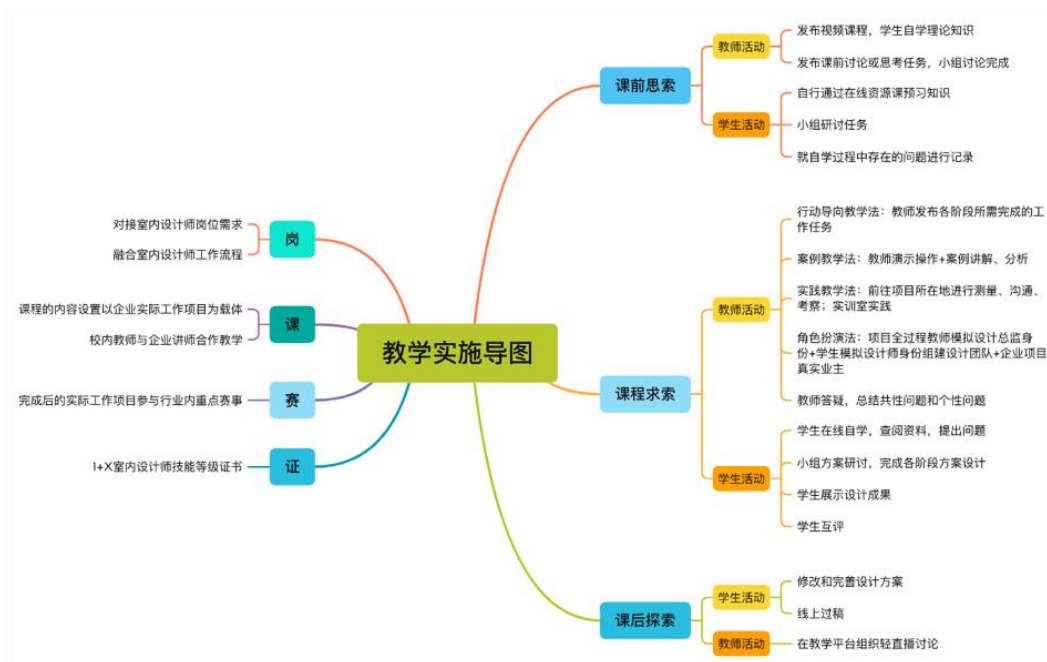 教学实施导图
岗
对接室内设计师岗位需求
融合室内设计师工作流程
课
课程的内容设置以企业实际工作项目为载体
校内教师与企业讲师合作教学
赛
完成后的实际工作项目参与行业内重点赛事
证
1+X室内设计师技能等级证书
课前思索
教师活动
发布视频课程，学生自学理论知识
发布课前讨论或思考任务，小组讨论完成
学生活动
自行通过在线资源课预习知识
小组研讨任务
就自学过程中存在的问题进行记录
课程求索
教师活动
行动导向教学法：教师发布各阶段所需完成的工
作任务
案例教学法：教师演示操作+案例讲解、分析
实践教学法：前往项目所在地进行测量、沟通、
考察；实训室实践
角色扮演法：项目全过程教师模拟设计总监身
份+学生模拟设计师身份组建设计团队+企业项目
真实业主
教师答疑，总结共性问题和个性问题
学生活动
学生在线自学，查阅资料，提出问题
小组方案研讨，完成各阶段方案设计
学生展示设计成果
学生互评
课后探索
学生活动
修改和完善设计方案
线上过稿
教师活动
在教学平台组织轻直播讨论